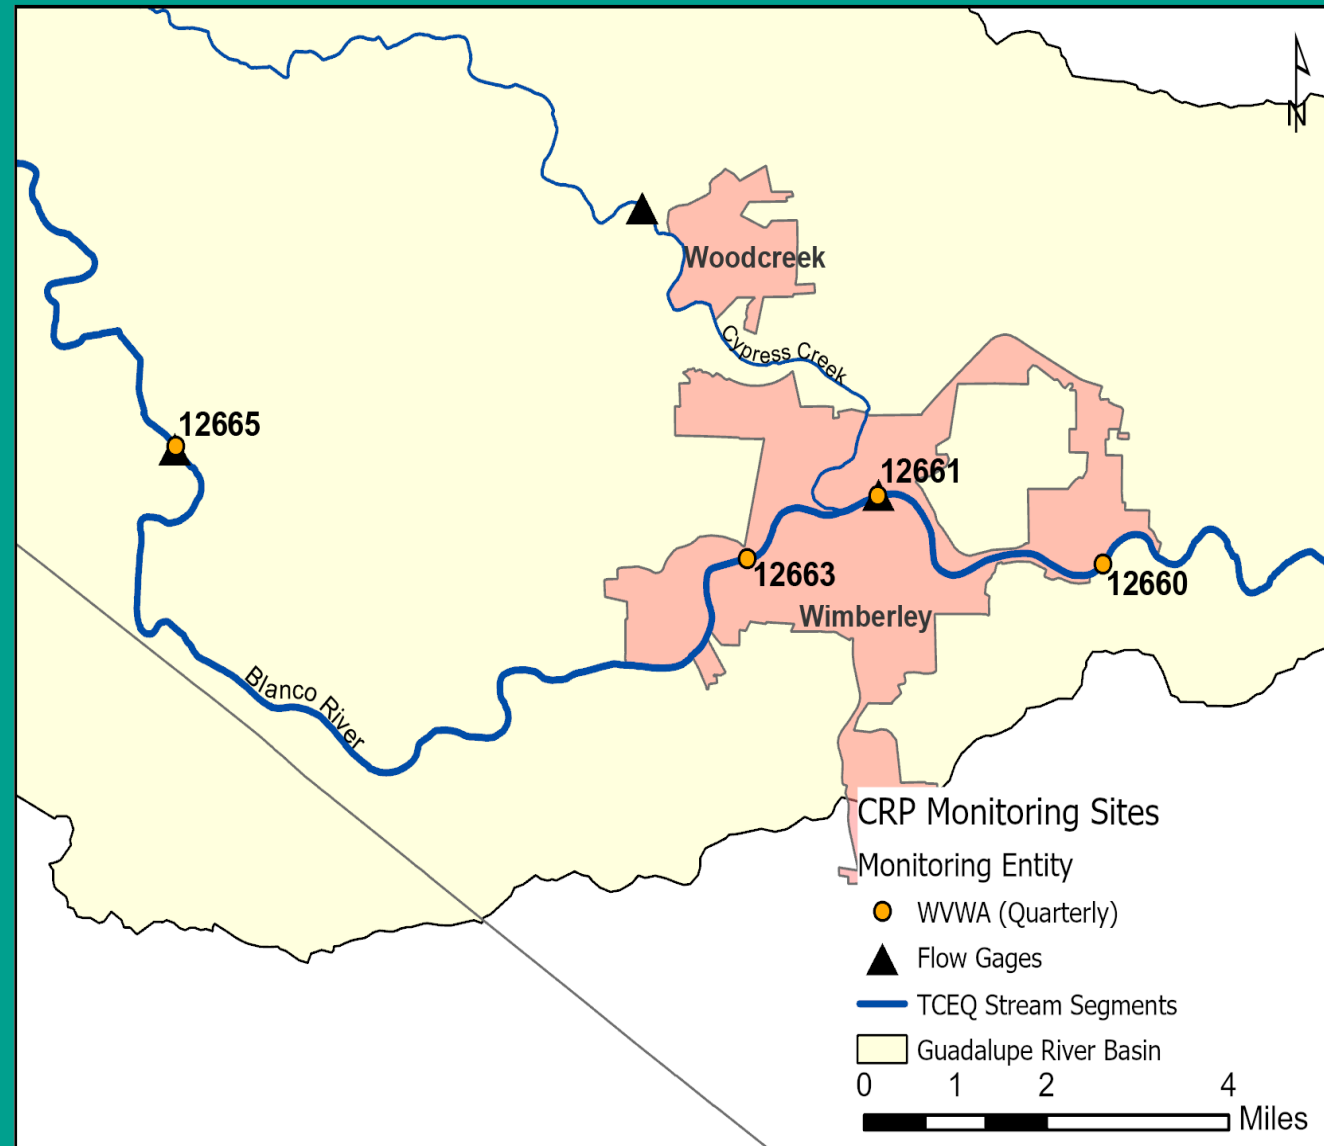 N
Woodcreek
Cypress Creek
12665
12661
12663
12660
Wimberley
Blanco River
CRP Monitoring Sites
Monitoring Entity
WVWA (Quarterly)
Flow Gages
TCEQ Stream Segments
Guadalupe River Basin
0 1 2 4
Miles